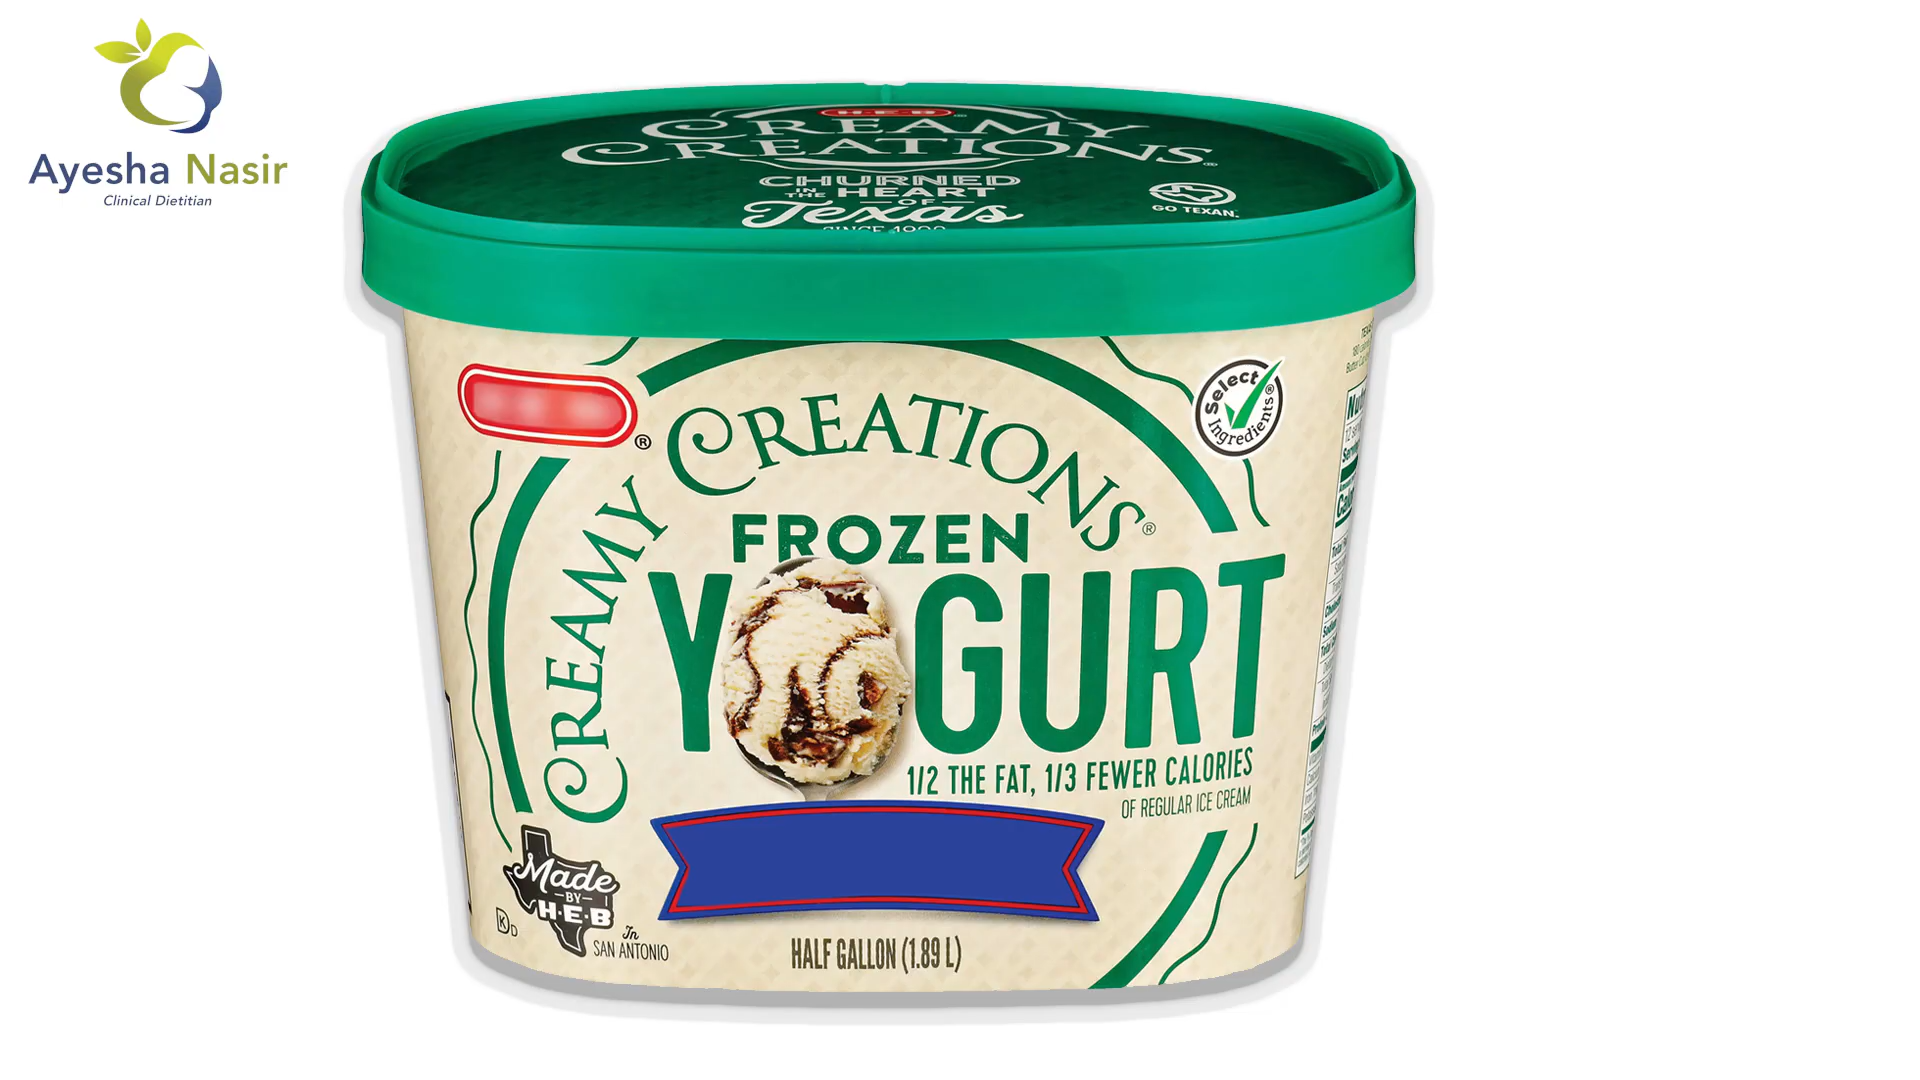 Ayesha Nasir
Clinical Dietitian
H-E-B
CREAMY
CREATIONS®
CHURNED
IN THE HEART
OF
Texas
SINCE
GO TEXAN.
®
Select
Ingredients®
CREAMY CREATIONS®
FROZEN
YOGURT
1/2 THE FAT, 1/3 FEWER CALORIES
OF REGULAR ICE CREAM
Made
BY
H·E·B
In
SAN ANTONIO
K D
HALF GALLON (1.89 L)